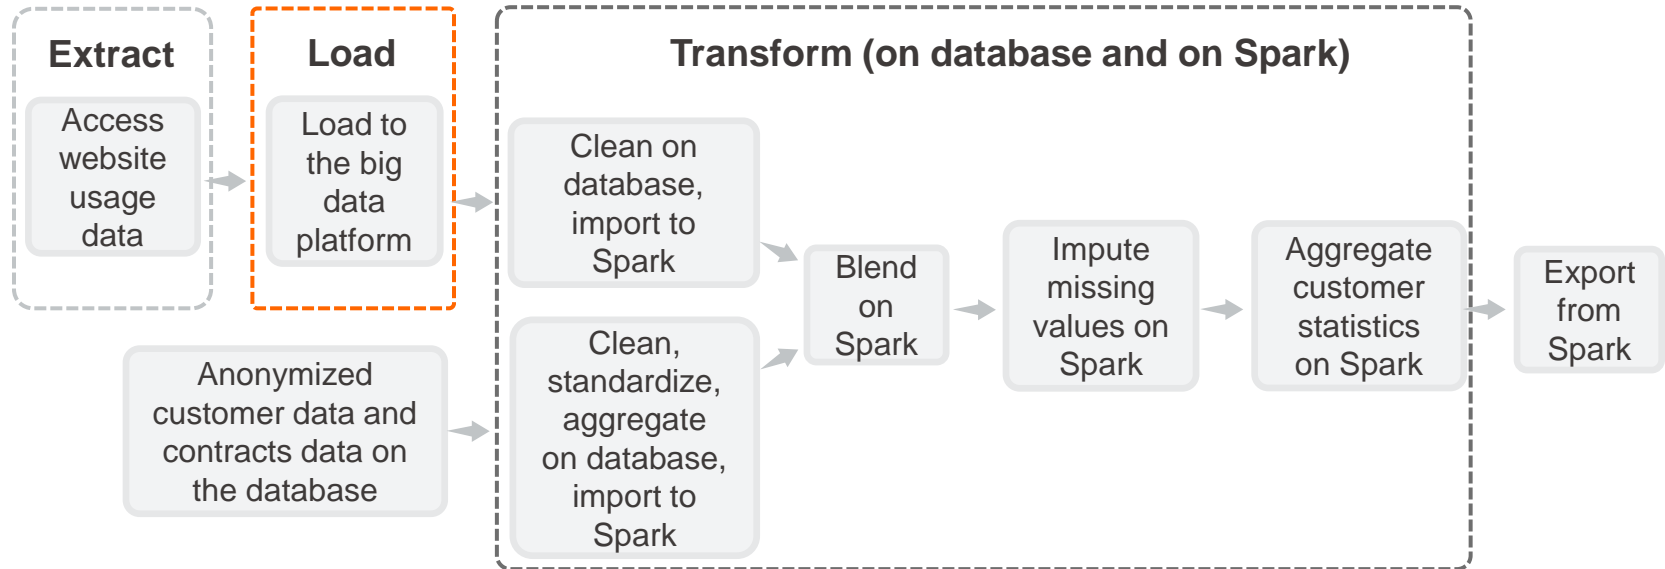 Extract
Load
Transform (on database and on Spark)
Access
website
usage
data
Load to
the big
data
platform
Clean on
database,
import to
Spark
Anonymized
customer data and
contracts data on
the database
Clean,
standardize,
aggregate
on database,
import to
Spark
Blend
on
Spark
Impute
missing
values on
Spark
Aggregate
customer
statistics
on Spark
Export
from
Spark